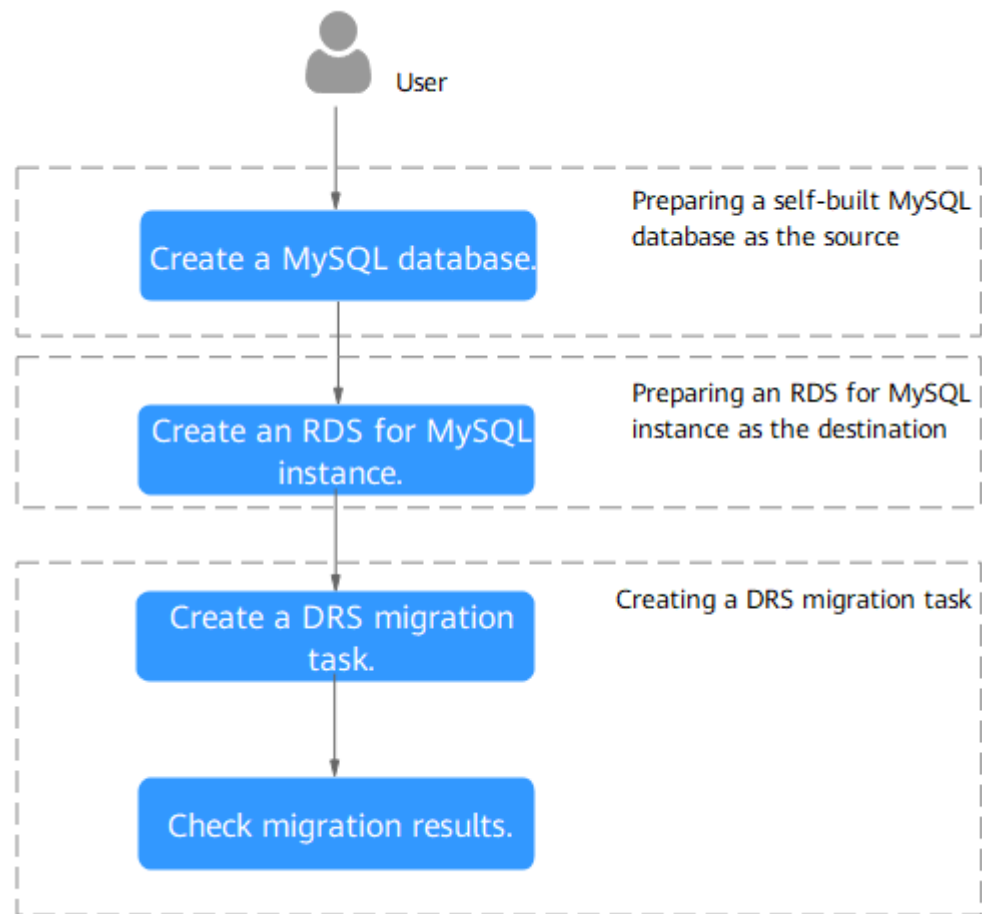 User
Preparing a self-built MySQL
database as the source
Create a MySQL database.
Preparing an RDS for MySQL
instance as the destination
Create an RDS for MySQL
instance.
Creating a DRS migration task
Create a DRS migration
task.
Check migration results.